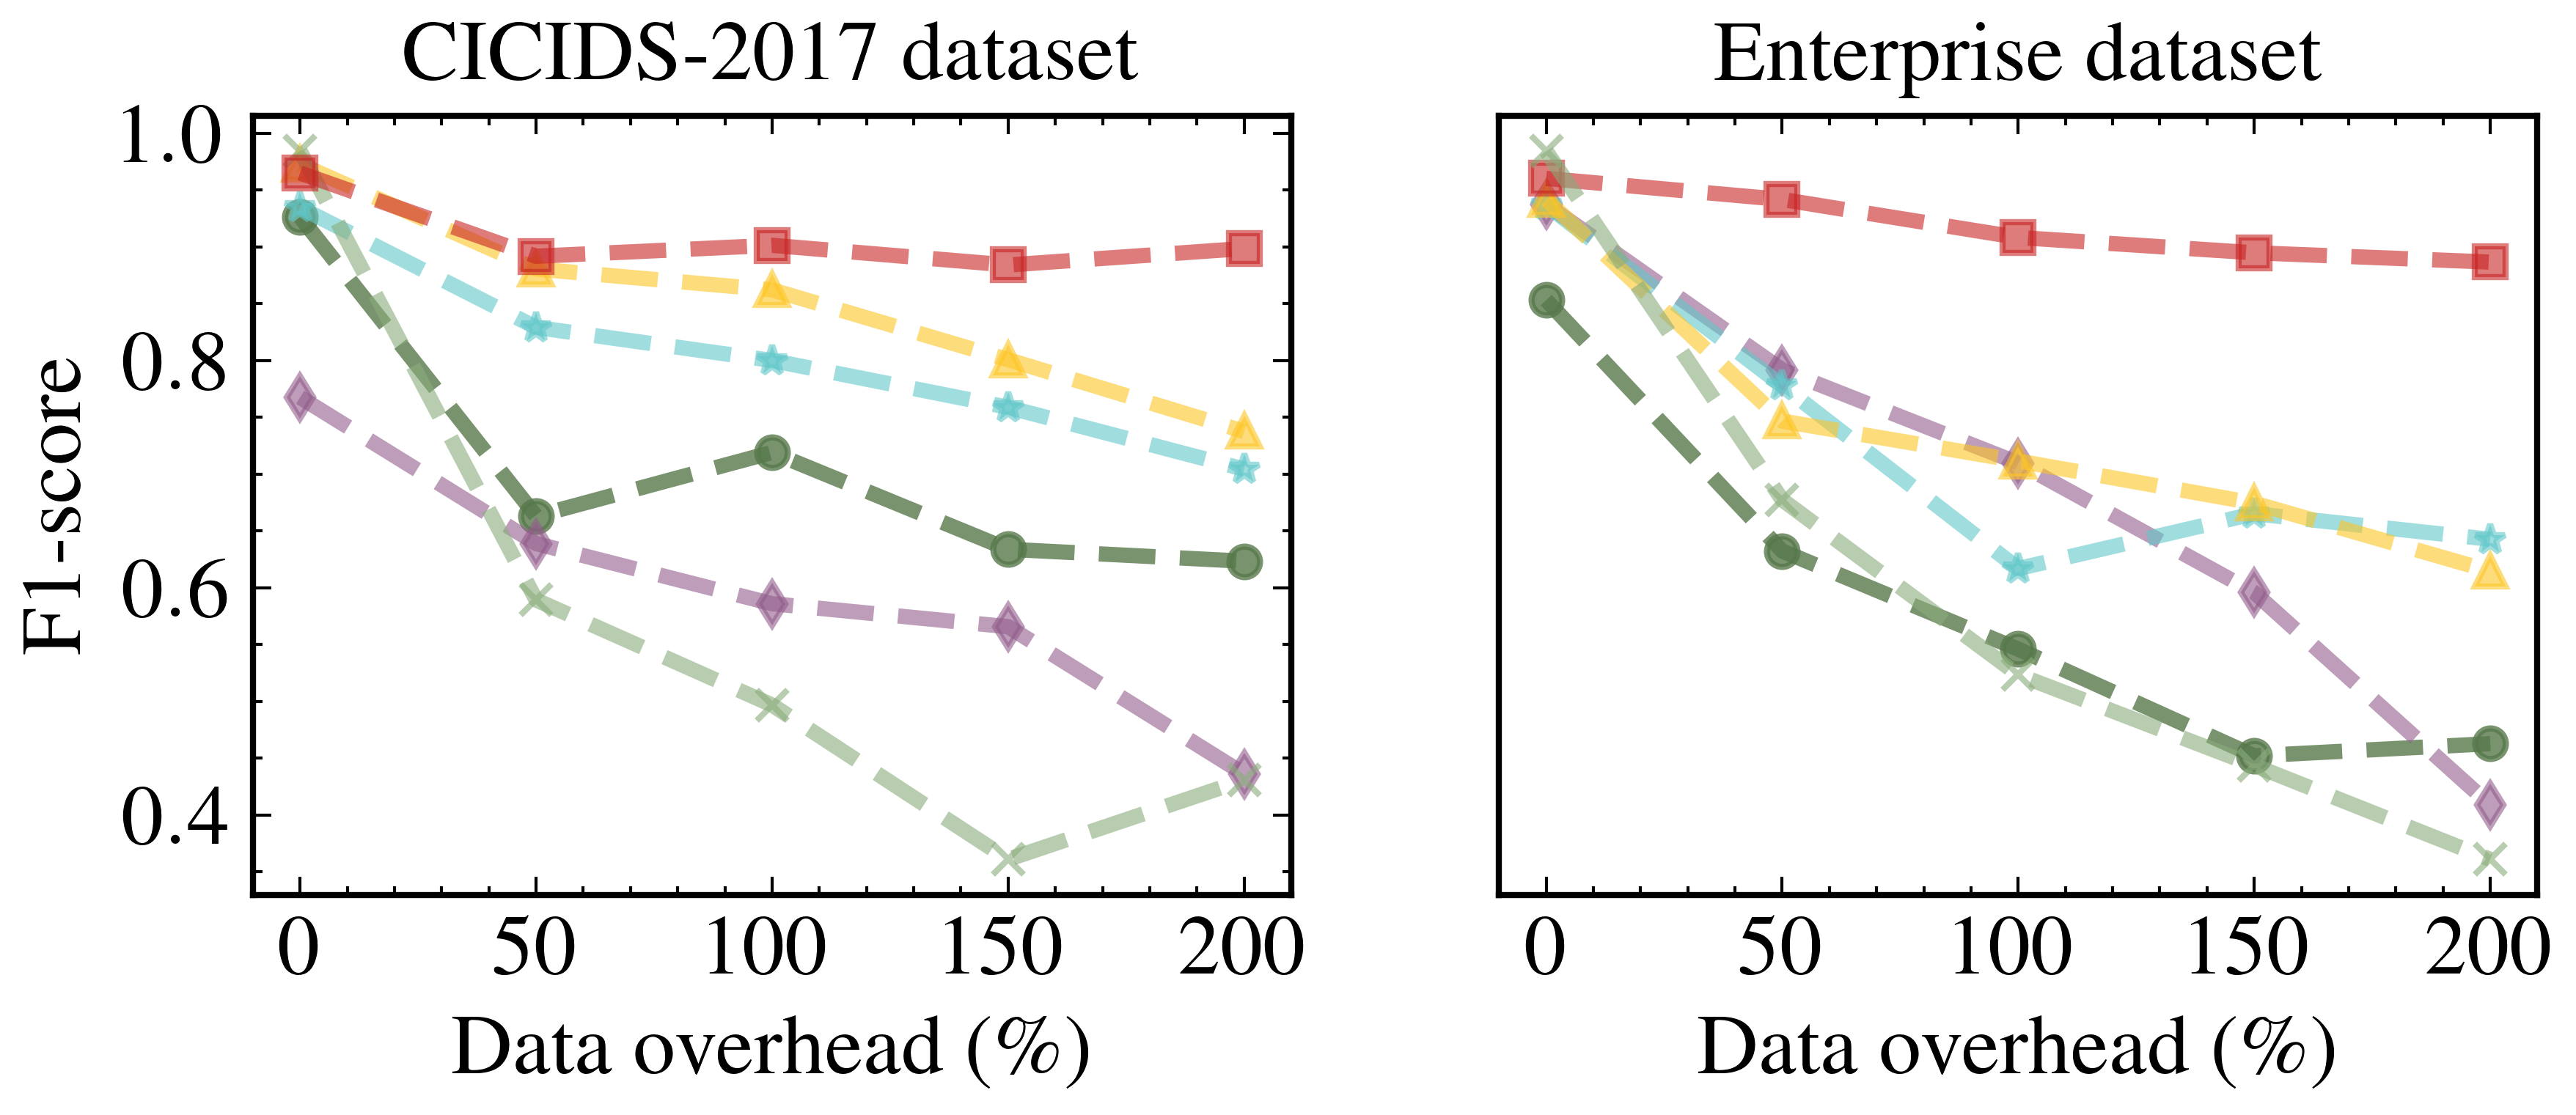 CICIDS-2017 dataset
Enterprise dataset
F1-score
1.0
0.8
0.6
0.4
0 50 100 150 200
0 50 100 150 200
Data overhead (%)
Data overhead (%)